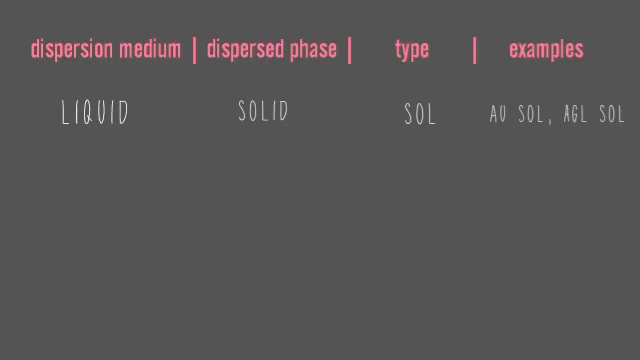 dispersion medium | dispersed phase | type | examples
LIQUID SOLID SOL AU SOL, AGL SOL